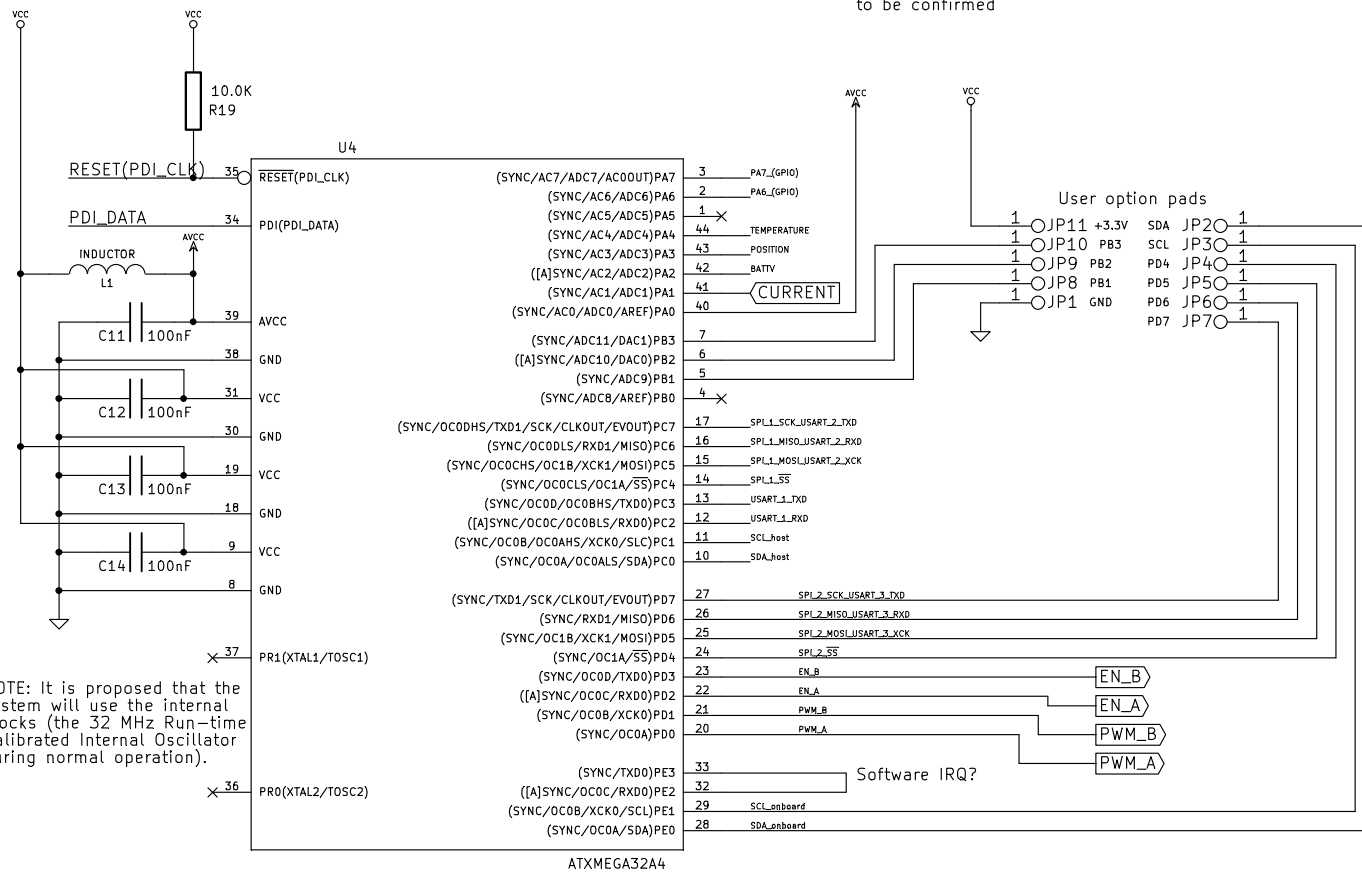 to be confirmed
VCC
VCC
10.0K
R19
AVCC
VCC
U4
RESET(PDI_CLK)
35
RESET(PDI_CLK)
PDI_DATA
34
PDI(PDI_DATA)
AVCC
INDUCTOR
L1
39
AVCC
C11
100nF
38
GND
31
VCC
C12
100nF
30
GND
19
VCC
C13
100nF
18
GND
9
VCC
C14
100nF
8
GND
37
PR1(XTAL1/TOSC1)
OTE: It is proposed that the
stem will use the internal
ocks (the 32 MHz Run-time
alibrated Internal Oscillator
uring normal operation).
36
PR0(XTAL2/TOSC2)
(SYNC/AC7/ADC7/AC0OUT)PA7 3 PA7_(GPIO)
(SYNC/AC6/ADC6)PA6 2 PA6_(GPIO)
(SYNC/AC5/ADC5)PA5 1
(SYNC/AC4/ADC4)PA4 44 TEMPERATURE
(SYNC/AC3/ADC3)PA3 43 POSITION
([A]SYNC/AC2/ADC2)PA2 42 BATTV
(SYNC/AC1/ADC1)PA1 41 CURRENT
(SYNC/AC0/ADC0/AREF)PA0 40
(SYNC/ADC11/DAC1)PB3 7
([A]SYNC/ADC10/DAC0)PB2 6
(SYNC/ADC9)PB1 5
(SYNC/ADC8/AREF)PB0 4
(SYNC/OC0DHS/TXD1/SCK/CLKOUT/EVOUT)PC7 17 SPI_1_SCK_USART_2_TXD
(SYNC/OC0DLS/RXD1/MISO)PC6 16 SPI_1_MISO_USART_2_RXD
(SYNC/OC0CHS/OC1B/XCK1/MOSI)PC5 15 SPI_1_MOSI_USART_2_XCK
(SYNC/OC0CLS/OC1A/SS)PC4 14 SPI_1_SS
(SYNC/OC0D/OC0BHS/TXD0)PC3 13 USART_1_TXD
([A]SYNC/OC0C/OC0BLS/RXD0)PC2 12 USART_1_RXD
(SYNC/OC0B/OC0AHS/XCK0/SLC)PC1 11 SCL_host
(SYNC/OC0A/OC0ALS/SDA)PC0 10 SDA_host
(SYNC/TXD1/SCK/CLKOUT/EVOUT)PD7 27 SPI_2_SCK_USART_3_TXD
(SYNC/RXD1/MISO)PD6 26 SPI_2_MISO_USART_3_RXD
(SYNC/OC1B/XCK1/MOSI)PD5 25 SPI_2_MOSI_USART_3_XCK
(SYNC/OC1A/SS)PD4 24 SPI_2_SS
(SYNC/OC0D/TXD0)PD3 23 EN_B EN_B
([A]SYNC/OC0C/RXD0)PD2 22 EN_A EN_A
(SYNC/OC0B/XCK0)PD1 21 PWM_B PWM_B
(SYNC/OC0A)PD0 20 PWM_A PWM_A
(SYNC/TXD0)PE3 33
Software IRQ?
([A]SYNC/OC0C/RXD0)PE2 32
(SYNC/OC0B/XCK0/SCL)PE1 29 SCL_onboard
(SYNC/OC0A/SDA)PE0 28 SDA_onboard
ATXMEGA32A4
User option pads
1 JP11 +3.3V SDA JP2 1
1 JP10 PB3 SCL JP3 1
1 JP9 PB2 PD4 JP4 1
1 JP8 PB1 PD5 JP5 1
1 JP1 GND PD6 JP6 1
PD7 JP7 1